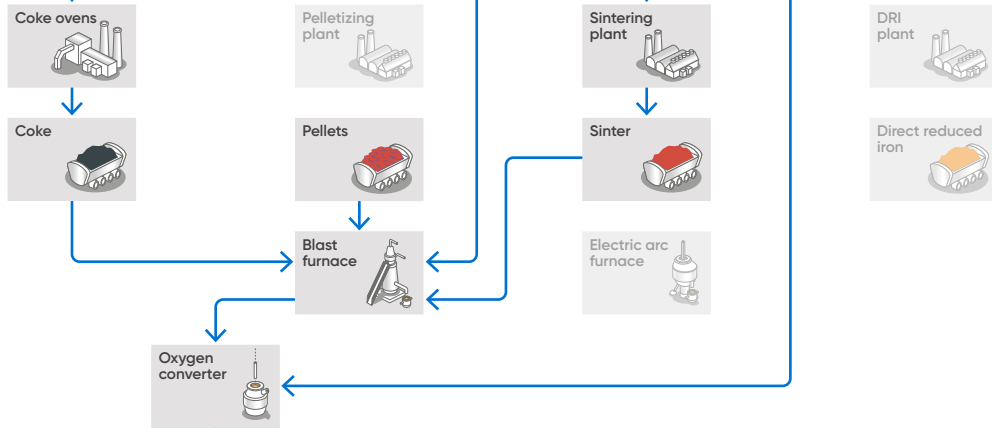 Coke ovens
Pelletizing
plant
Sintering
plant
DRI
plant
Coke
Pellets
Sinter
Direct reduced
iron
Blast
furnace
Electric arc
furnace
Oxygen
converter